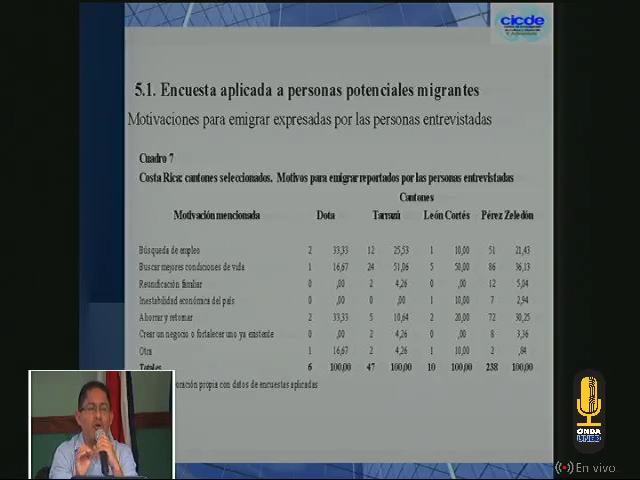 cicde
5.1. Encuesta aplicada a personas potenciales migrantes
Motivaciones para emigrar expresadas por las personas entrevistadas
Cuadro 7
Costa Rica: cantones seleccionados. Motivos para emigrar reportados por las personas entrevistadas
Cantones
Motivación mencionada Dota Tarrazú León Cortés Pérez Zeledón
Búsqueda de empleo 2 33,33 12 25,53 1 10,00 51 21,43
Buscar mejores condiciones de vida 1 16,67 24 51,06 5 50,00 86 36,13
Reunificación familiar 0 ,00 2 4,26 0 ,00 12 5,04
Inestabilidad económica del país 0 ,00 0 ,00 1 10,00 7 2,94
Ahorrar y retornar 2 33,33 5 10,64 2 20,00 72 30,25
Crear un negocio o fortalecer uno ya existente 0 ,00 2 4,26 0 ,00 8 3,36
Otra 1 16,67 2 4,26 1 10,00 2 ,84
Totales 6 100,00 47 100,00 10 100,00 238 100,00
oración propia con datos de encuestas aplicadas
ONDA
UNED
En vivo